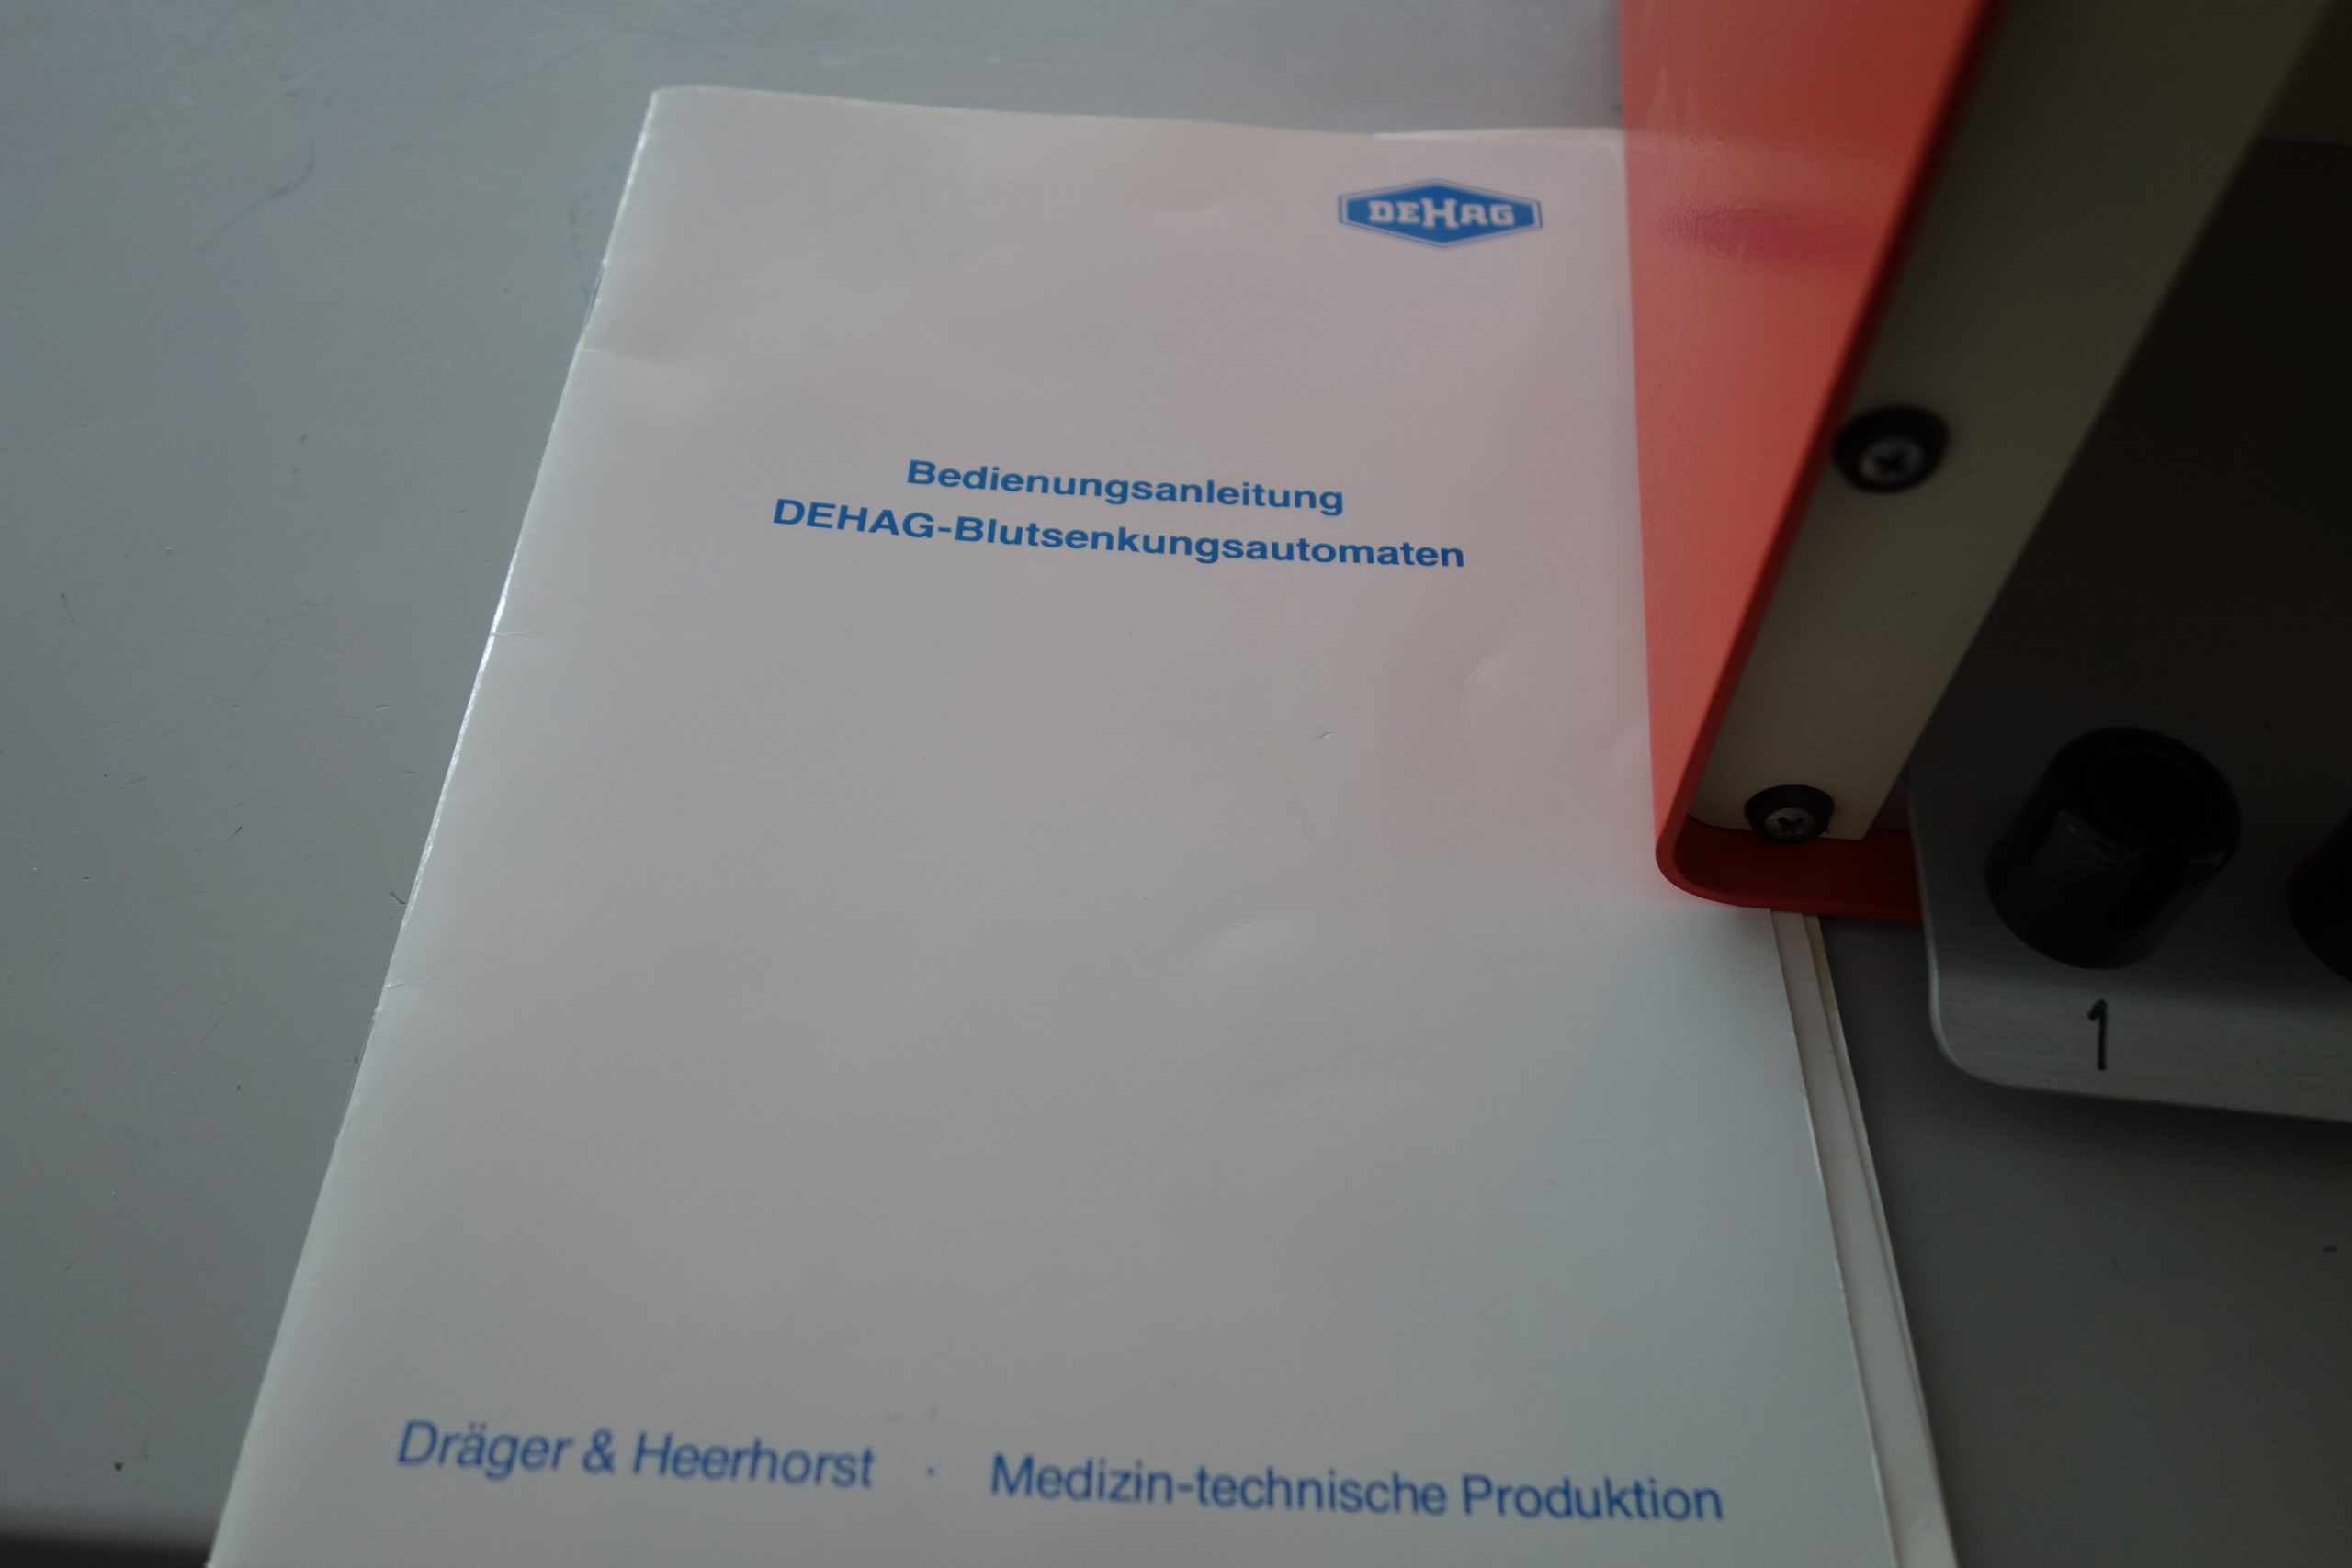 DEHAG
Bedienungsanleitung
DEHAG-Blutsenkungsautomaten
1
Dräger & Heerhorst · Medizin-technische Produktion